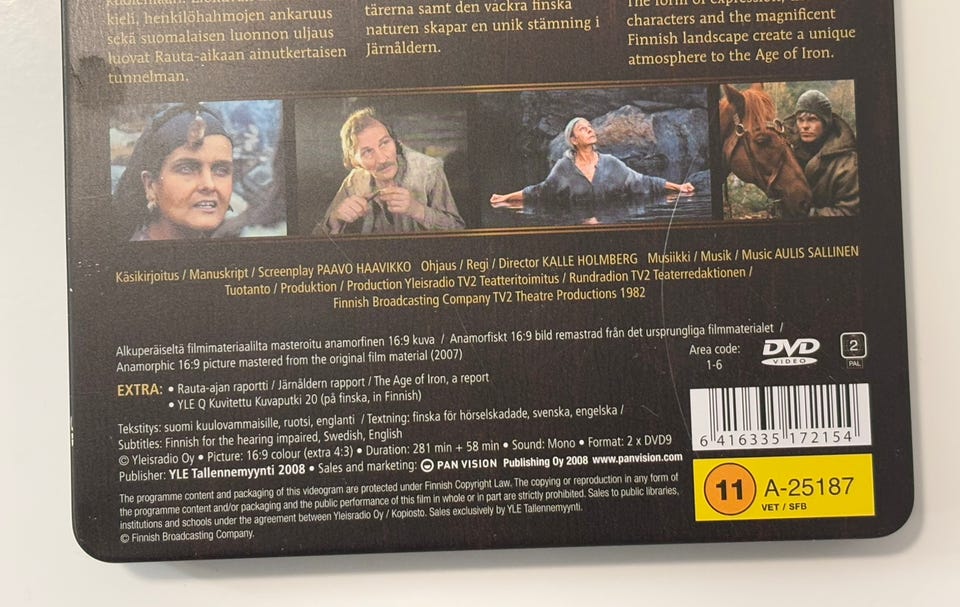 kieli, henkilöhahmojen ankaruus
sekä suomalaisen luonnon uljaus
luovat Rauta-aikaan ainutkertaisen
tunnelman.
tärerna samt den vackra finska
naturen skapar en unik stämning i
Järnåldern.
The form of expression,
characters and the magnificent
Finnish landscape create a unique
atmosphere to the Age of Iron.
Käsikirjoitus / Manuskript / Screenplay PAAVO HAAVIKKO Ohjaus / Regi / Director KALLE HOLMBERG Musiikki / Musik / Music AULIS SALLINEN
Tuotanto / Produktion / Production Yleisradio TV2 Teatteritoimitus / Rundradion TV2 Teaterredaktionen /
Finnish Broadcasting Company TV2 Theatre Productions 1982
Alkuperäiseltä filmimateriaalilta masteroitu anamorfinen 16:9 kuva / Anamorfiskt 16:9 bild remastrad från det ursprungliga filmmaterialet /
Anamorphic 16:9 picture mastered from the original film material (2007)
EXTRA: • Rauta-ajan raportti / Järnåldern rapport / The Age of Iron, a report
• YLE Q Kuvitettu Kuvaputki 20 (på finska, in Finnish)
Tekstitys: suomi kuulovammaisille, ruotsi, englanti / Textning: finska för hörselskadade, svenska, engelska /
Subtitles: Finnish for the hearing impaired, Swedish, English
© Yleisradio Oy • Picture: 16:9 colour (extra 4:3) • Duration: 281 min + 58 min • Sound: Mono • Format: 2 x DVD9
Publisher: YLE Tallennemyynti 2008 • Sales and marketing: PAN VISION Publishing Oy 2008 www.panvision.com
The programme content and packaging of this videogram are protected under Finnish Copyright Law. The copying or reproduction in any form of
the programme content and/or packaging and the public performance of this film in whole or in part are strictly prohibited. Sales to public libraries,
institutions and schools under the agreement between Yleisradio Oy / Kopiosto. Sales exclusively by YLE Tallennemyynti.
© Finnish Broadcasting Company.
Area code:
1-6
DVD
VIDEO
2
PAL
6 416335 172154
11 A-25187
VET / SFB